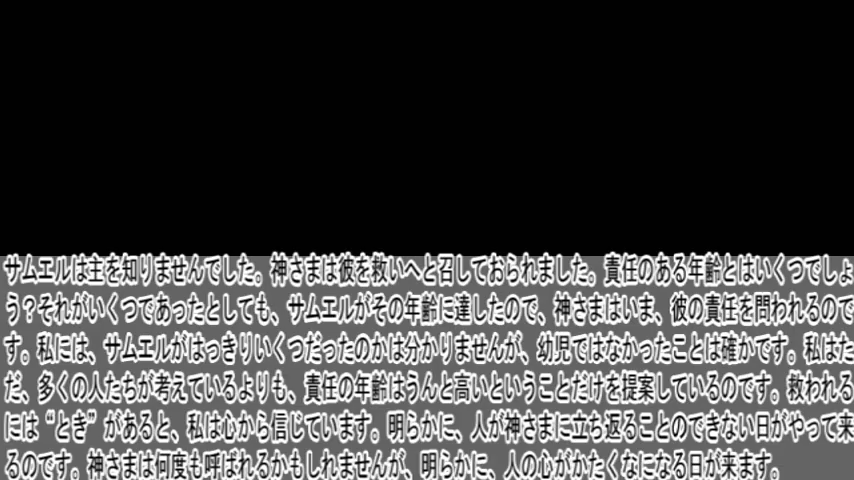 サムエルは主を知りませんでした。神さまは彼を救いへと召しておられました。責任のある年齢とはいくつでしょ
う？それがいくつであったとしても、サムエルがその年齢に達したので、神さまはいま、彼の責任を問われるので
す。私には、サムエルがはっきりいくつだったのかは分かりませんが、幼児ではなかったことは確かです。私はた
だ、多くの人たちが考えているよりも、責任の年齢はうんと高いということだけを提案しているのです。救われる
には“とき”があると、私は心から信じています。明らかに、人が神さまに立ち返ることのできない日がやって来
るのです。神さまは何度も呼ばれるかもしれませんが、明らかに、人の心がかたくなになる日が来ます。